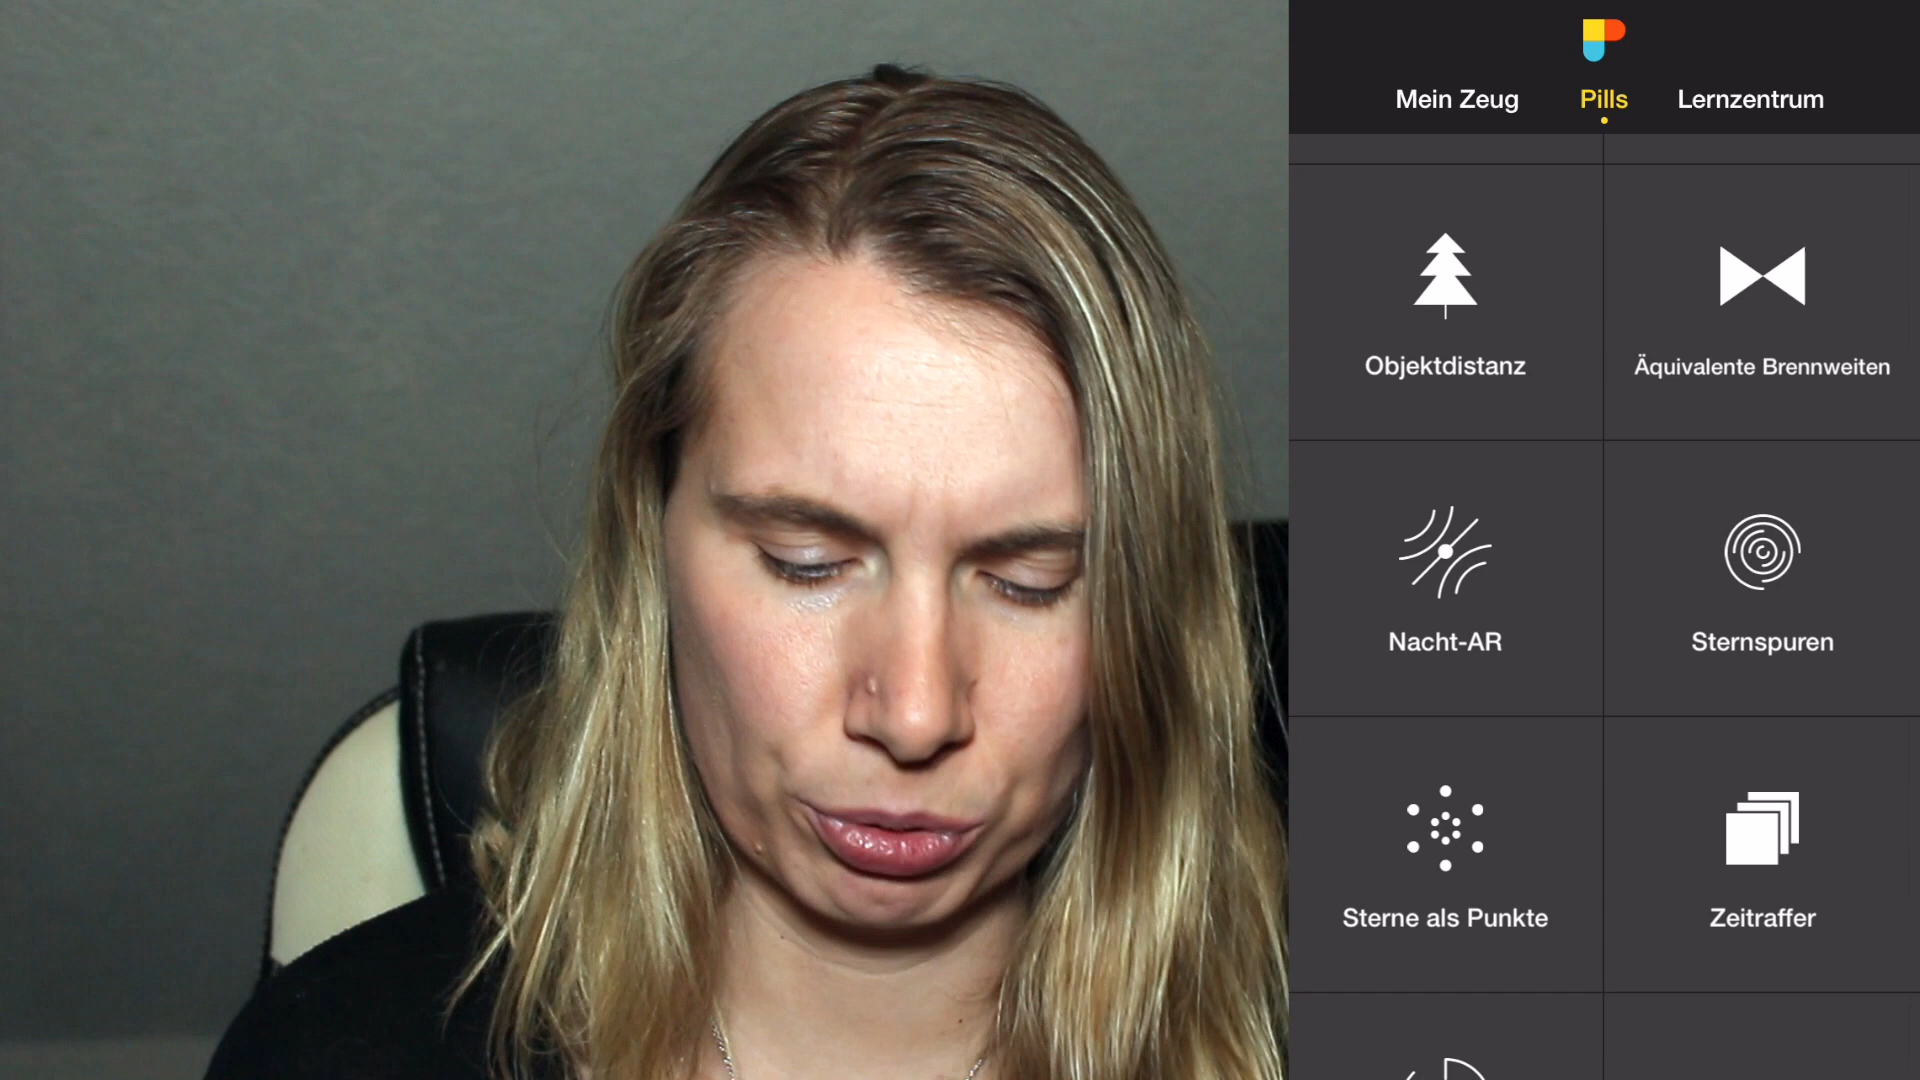 Mein Zeug
Pills
Lernzentrum
Objektdistanz
Äquivalente Brennweiten
Nacht-AR
Sternspuren
Sterne als Punkte
Zeitraffer